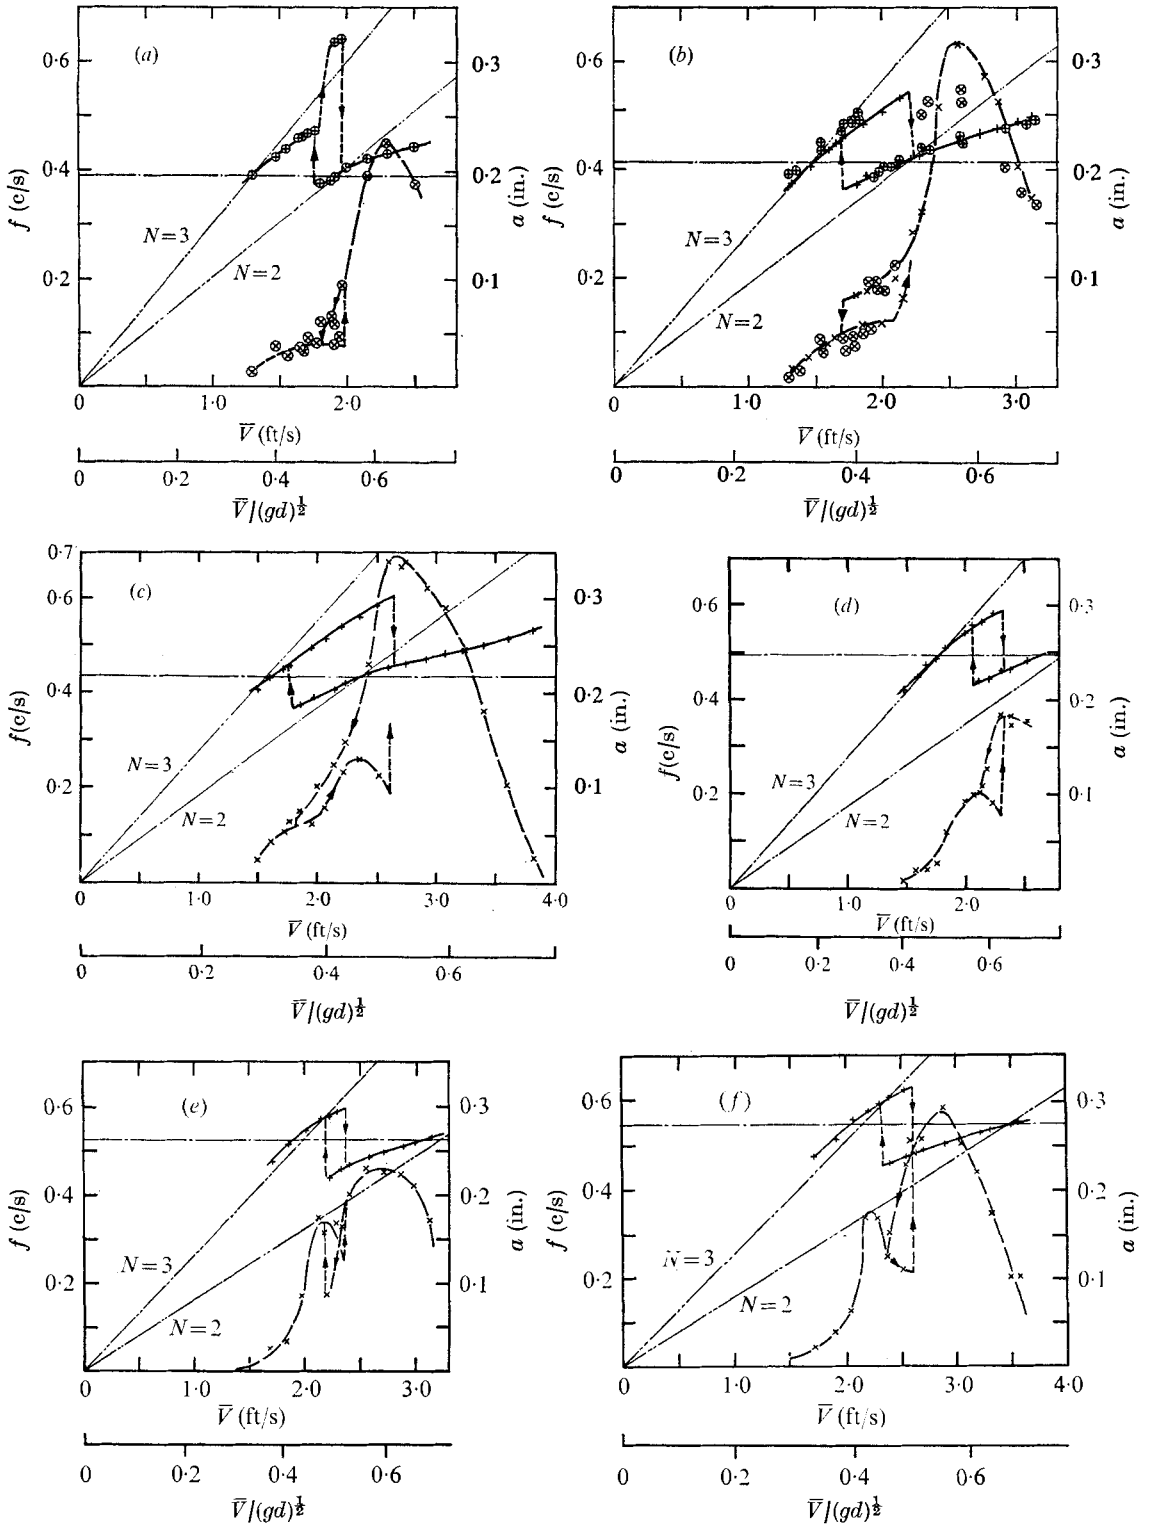 (a)
0·6
0·4
0·2
f (c/s)
0·3
0·2
0·1
a (in.)
N=3
N=2
0 1·0 2·0
V̅ (ft/s)
0 0·2 0·4 0·6
V̅/(gd)½
(b)
0·6
0·4
0·2
f (c/s)
0·3
0·2
0·1
a (in.)
N=3
N=2
0 1·0 2·0 3·0
V̅ (ft/s)
0 0·2 0·4 0·6
V̅/(gd)½
(c)
0·7
0·6
0·4
0·2
f(c/s)
0·3
0·2
0·1
a (in.)
N=3
N=2
0 1·0 2·0 3·0 4·0
V̅ (ft/s)
0 0·2 0·4 0·6
V̅/(gd)½
(d)
0·6
0·4
0·2
f(c/s)
0·3
0·2
0·1
a (in.)
N=3
N=2
0 1·0 2·0
V̅ (ft/s)
0 0·2 0·4 0·6
V̅/(gd)½
(e)
0·6
0·4
0·2
f (c/s)
0·3
0·2
0·1
a (in.)
N=3
N=2
0 1·0 2·0 3·0
V̅ (ft/s)
0 0·2 0·4 0·6
V̅/(gd)½
(f)
0·6
0·4
0·2
f (c/s)
0·3
0·2
0·1
a (in.)
N=3
N=2
0 1·0 2·0 3·0 4·0
V̅ (ft/s)
0 0·2 0·4 0·6
V̅/(gd)½